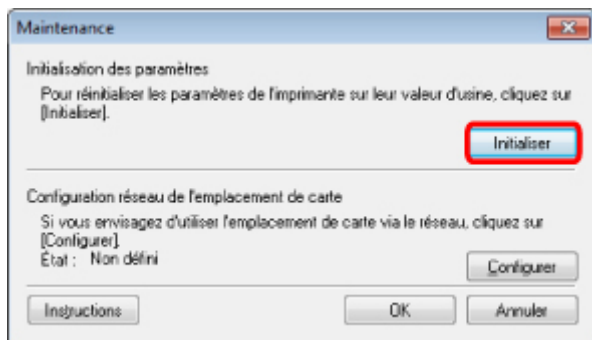 Maintenance
Initialisation des paramètres
Pour réinitialiser les paramètres de l'imprimante sur leur valeur d'usine, cliquez sur
[Initialiser].
Initialiser
Configuration réseau de l'emplacement de carte
Si vous envisagez d'utiliser l'emplacement de carte via le réseau, cliquez sur
[Configurer].
État : Non défini
Configurer
Instructions OK Annuler